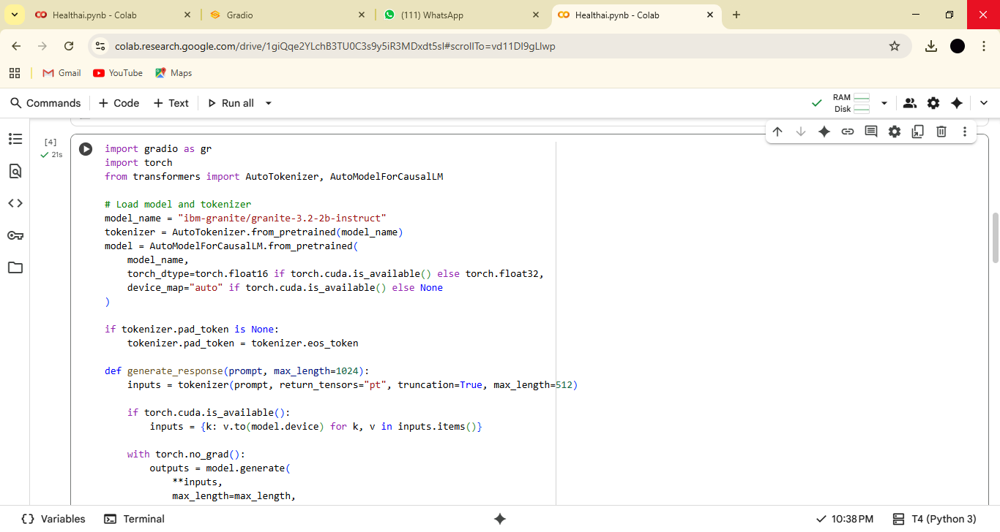 Healthai.pynb - Colab
Gradio
(111) WhatsApp
Healthai.pynb - Colab
colab.research.google.com/drive/1giQqe2YLchB3TU0C3s9y5iR3MDxdt5sI#scrollTo=vd11DI9gLlwp
Gmail YouTube Maps
Commands + Code + Text Run all
RAM
Disk
[4]
21s
import gradio as gr
import torch
from transformers import AutoTokenizer, AutoModelForCausalLM
# Load model and tokenizer
model_name = "ibm-granite/granite-3.2-2b-instruct"
tokenizer = AutoTokenizer.from_pretrained(model_name)
model = AutoModelForCausalLM.from_pretrained(
    model_name,
    torch_dtype=torch.float16 if torch.cuda.is_available() else torch.float32,
    device_map="auto" if torch.cuda.is_available() else None
)
if tokenizer.pad_token is None:
    tokenizer.pad_token = tokenizer.eos_token
def generate_response(prompt, max_length=1024):
    inputs = tokenizer(prompt, return_tensors="pt", truncation=True, max_length=512)
    if torch.cuda.is_available():
        inputs = {k: v.to(model.device) for k, v in inputs.items()}
    with torch.no_grad():
        outputs = model.generate(
            **inputs,
            max_length=max_length,
Variables Terminal
10:38 PM T4 (Python 3)